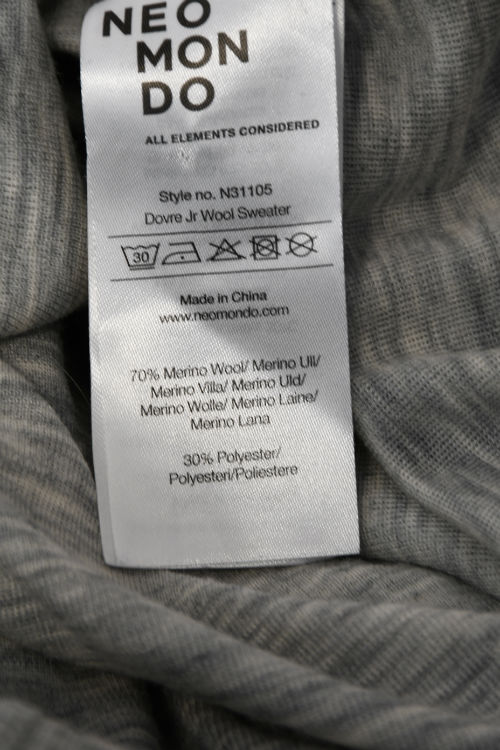 NEO
MON
DO
ALL ELEMENTS CONSIDERED
Style no. N31105
Dovre Jr Wool Sweater
30
Made in China
www.neomondo.com
70% Merino Wool/ Merino Ull/
Merino Villa/ Merino Uld/
Merino Wolle/ Merino Laine/
Merino Lana
30% Polyester/
Polyesteri/Poliestere